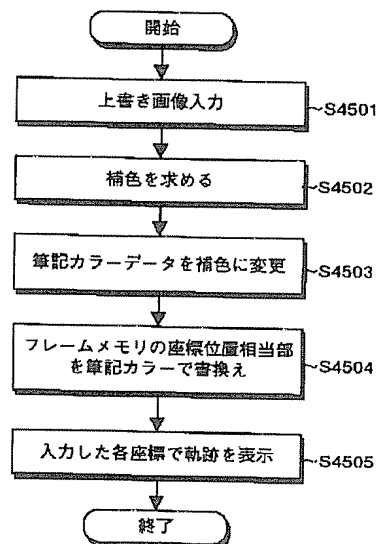 開始
上書き画像入力
S4501
補色を求める
S4502
筆記カラーデータを補色に変更
S4503
フレームメモリの座標位置相当部
を筆記カラーで書換え
S4504
入力した各座標で軌跡を表示
S4505
終了